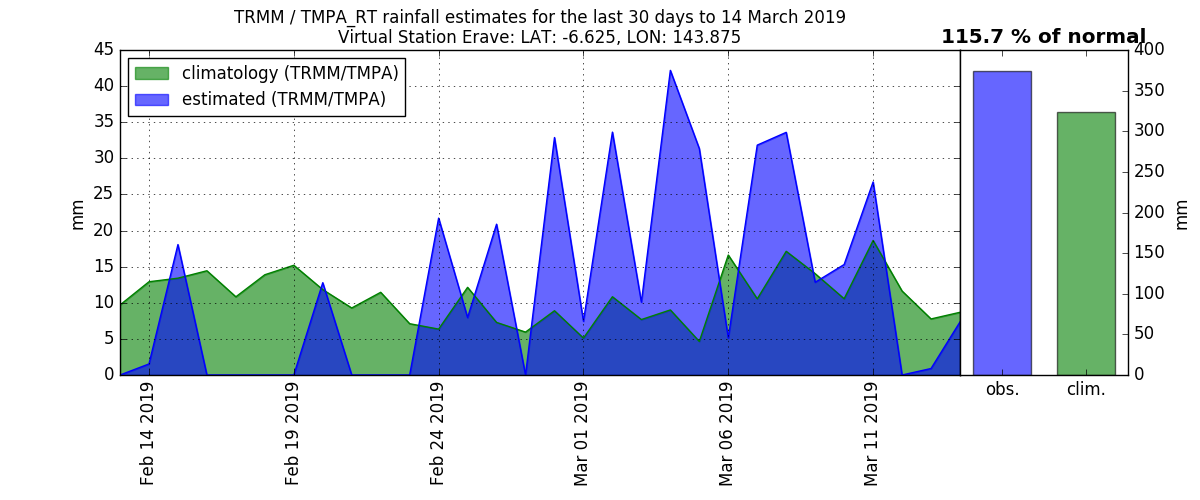 TRMM / TMPA_RT rainfall estimates for the last 30 days to 14 March 2019
Virtual Station Erave: LAT: -6.625, LON: 143.875
115.7 % of normal
climatology (TRMM/TMPA)
estimated (TRMM/TMPA)
mm
45
40
35
30
25
20
15
10
5
0
Feb 14 2019
Feb 19 2019
Feb 24 2019
Mar 01 2019
Mar 06 2019
Mar 11 2019
400
350
300
250
200
150
100
50
0
mm
obs.
clim.